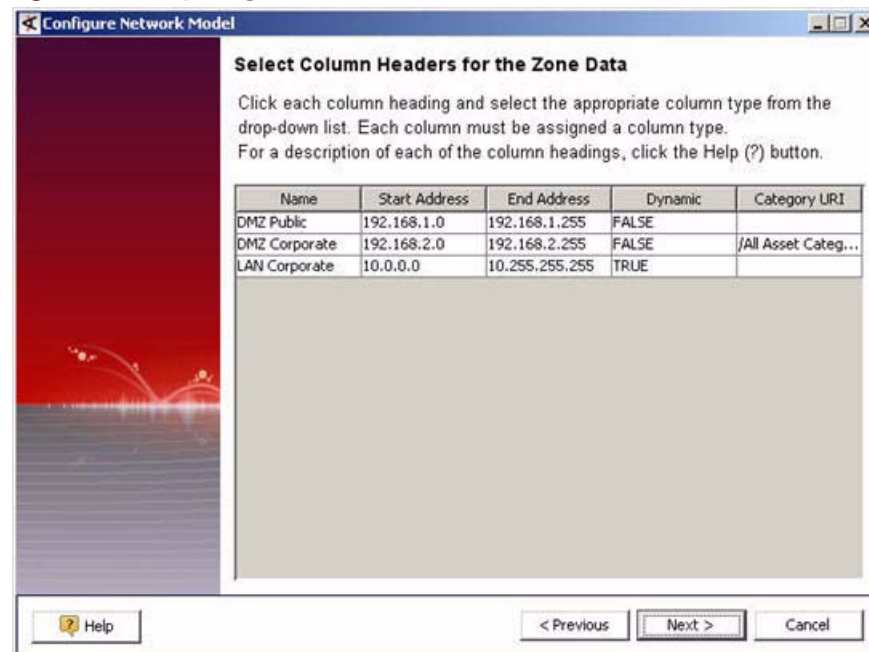 Configure Network Model
Select Column Headers for the Zone Data
Click each column heading and select the appropriate column type from the
drop-down list. Each column must be assigned a column type.
For a description of each of the column headings, click the Help (?) button.
Name Start Address End Address Dynamic Category URI
DMZ Public 192.168.1.0 192.168.1.255 FALSE
DMZ Corporate 192.168.2.0 192.168.2.255 FALSE /All Asset Categ...
LAN Corporate 10.0.0.0 10.255.255.255 TRUE
Help < Previous Next > Cancel